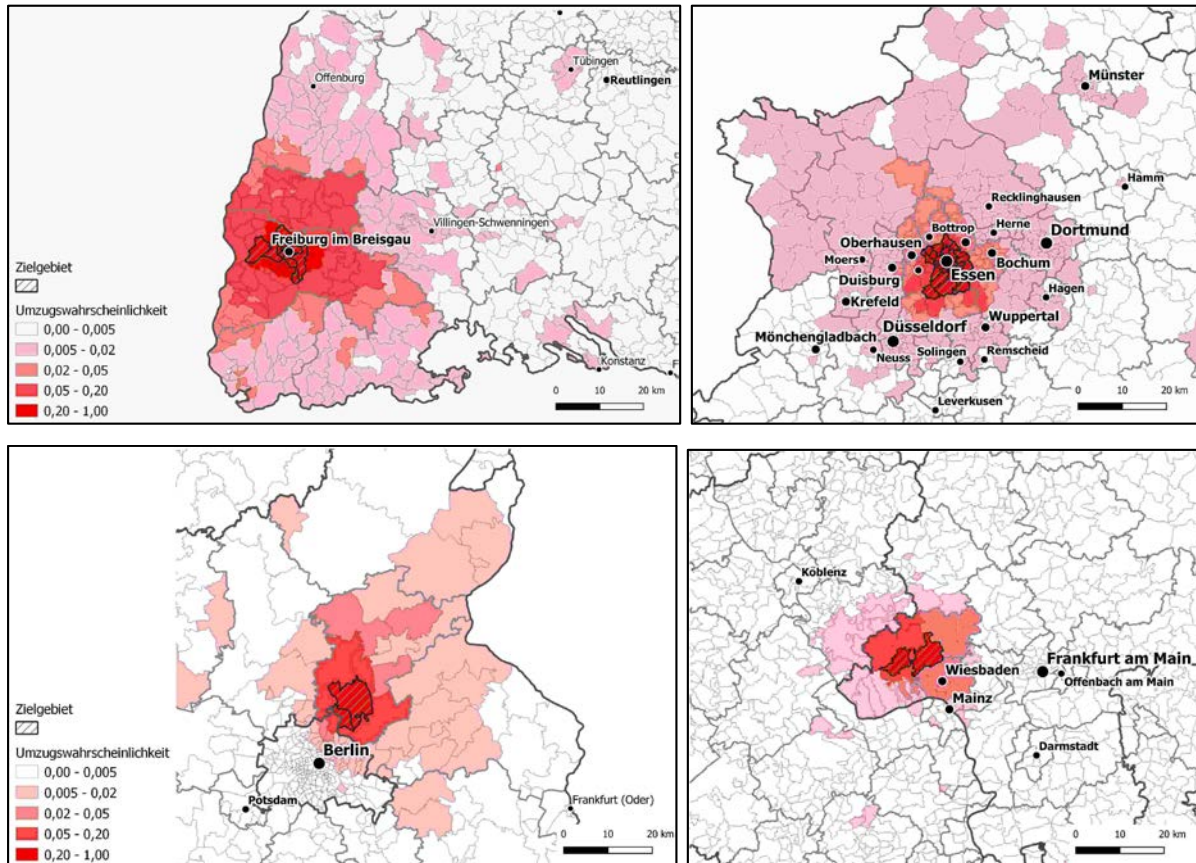 Offenburg
Tübingen
Reutlingen
Villingen-Schwenningen
Freiburg im Breisgau
Konstanz
F
Zielgebiet
Umzugswahrscheinlichkeit
0,00 - 0,005
0,005 - 0,02
0,02 - 0,05
0,05 - 0,20
0,20 - 1,00
0 10 20 km
Münster
Hamm
Recklinghausen
Bottrop
Herne
Dortmund
Oberhausen
Moers
Essen
Bochum
Duisburg
Hagen
Krefeld
Wuppertal
Düsseldorf
Mönchengladbach
Neuss
Solingen
Remscheid
Leverkusen
0 10 20 km
Zielgebiet
Umzugswahrscheinlichkeit
0,00 - 0,005
0,005 - 0,02
0,02 - 0,05
0,05 - 0,20
0,20 - 1,00
Berlin
Potsdam
Frankfurt (Oder)
0 10 20 km
Koblenz
Wiesbaden
Frankfurt am Main
Offenbach am Main
Mainz
Darmstadt
0 10 20 km